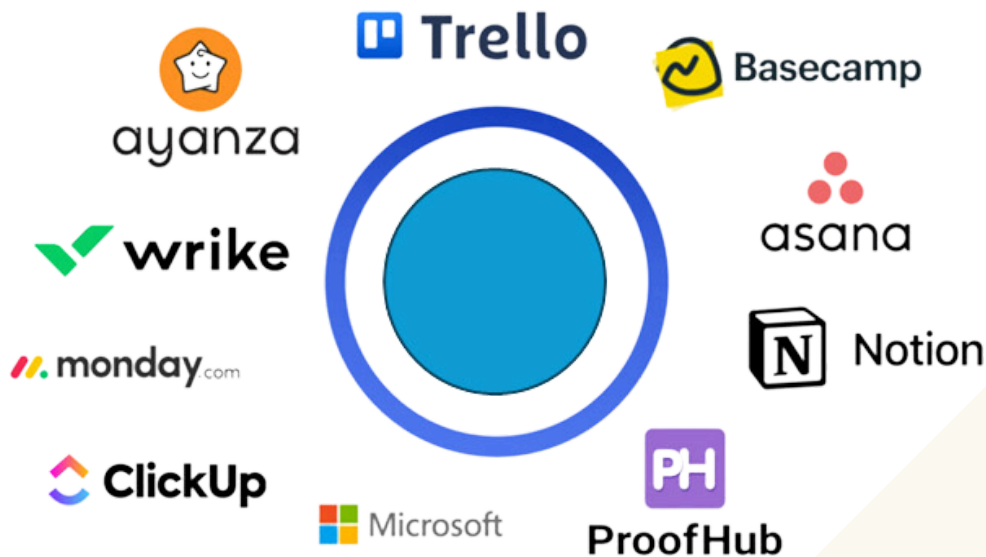 Trello
Basecamp
ayanza
asana
wrike
N Notion
monday.com
PH
ClickUp
Microsoft
ProofHub